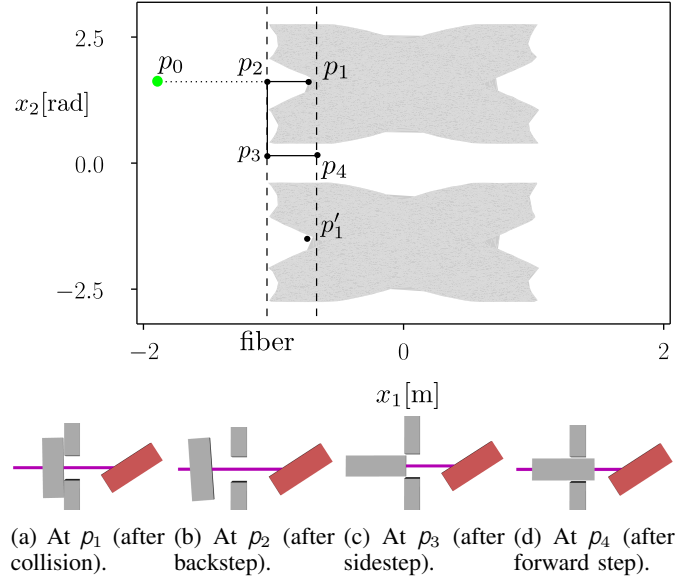 2.5
p₀
p₂
p₁
x₂[rad]
p₃
p₄
0.0
p′₁
−2.5
fiber
−2
0
2
x₁[m]
(a) At p₁ (after collision).
(b) At p₂ (after backstep).
(c) At p₃ (after sidestep).
(d) At p₄ (after forward step).